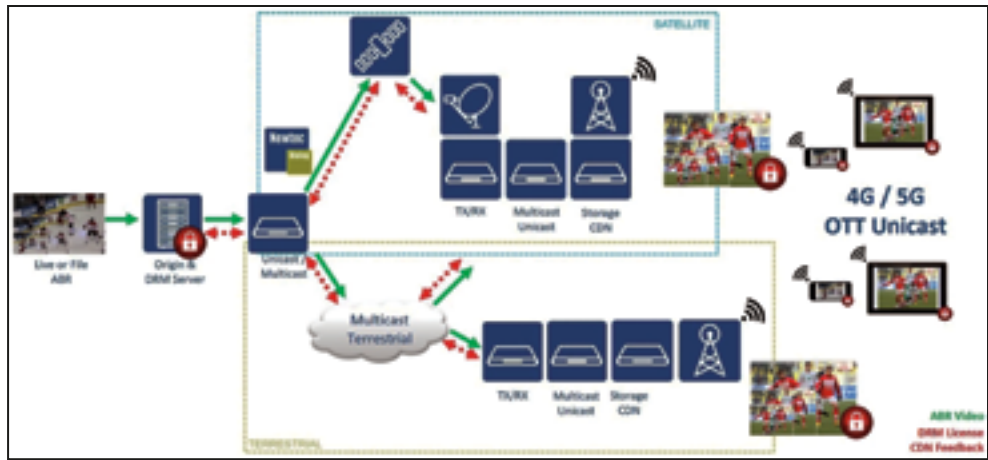 SATELLITE
Newtec
TX/RX
Multicast
Unicast
Storage
CDN
4G / 5G
OTT Unicast
Live or File
ABR
Origin &
DRM Server
Unicast /
Multicast
Multicast
Terrestrial
TX/RX
Multicast
Unicast
Storage
CDN
TERRESTRIAL
ABR Video
DRM License
CDN Feedback